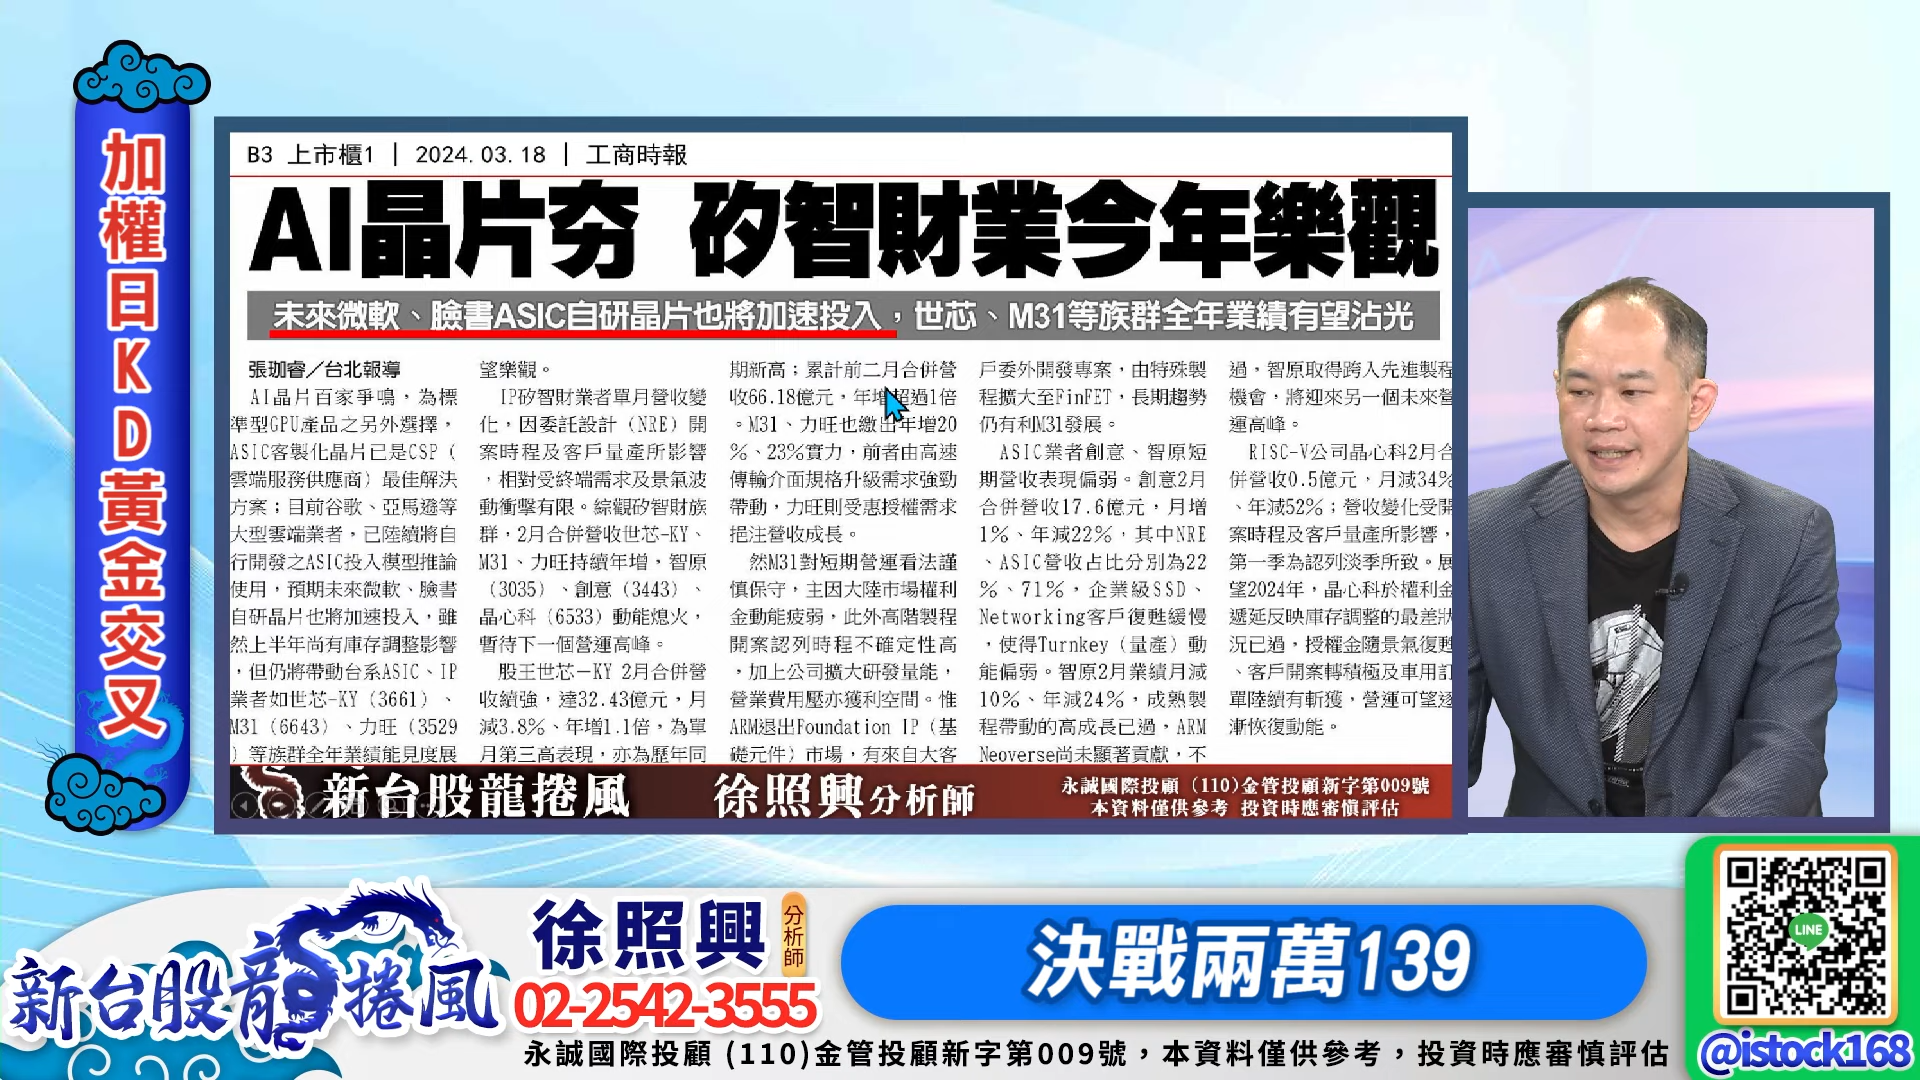 加權日KD黃金交叉
B3 上市櫃1 | 2024.03.18 | 工商時報
AI晶片夯 矽智財業今年樂觀
未來微軟、臉書ASIC自研晶片也將加速投入，世芯、M31等族群全年業績有望沾光
張珈睿／台北報導
AI晶片百家爭鳴，為標
準型GPU產品之另外選擇，
ASIC客製化晶片已是CSP（
雲端服務供應商）最佳解決
方案；目前谷歌、亞馬遜等
大型雲端業者，已陸續將自
行開發之ASIC投入模型推論
使用，預期未來微軟、臉書
自研晶片也將加速投入，雖
然上半年尚有庫存調整影響
，但仍將帶動台系ASIC、IP
業者如世芯-KY（3661）、
M31（6643）、力旺（3529
）等族群全年業績能見度展
望樂觀。
IP矽智財業者單月營收變
化，因委託設計（NRE）開
案時程及客戶量產所影響
，相對受終端需求及景氣波
動衝擊有限。綜觀矽智財族
群，2月合併營收世芯-KY、
M31、力旺持續年增，智原
（3035）、創意（3443）、
晶心科（6533）動能熄火，
暫待下一個營運高峰。
股王世芯-KY 2月合併營
收續強，達32.43億元，月
減3.8%、年增1.1倍，為單
月第三高表現，亦為歷年同
期新高；累計前二月合併營
收66.18億元，年增超過1倍
。M31、力旺也繳出年增20
%、23%實力，前者由高速
傳輸介面規格升級需求強勁
帶動，力旺則受惠授權需求
挹注營收成長。
然M31對短期營運看法謹
慎保守，主因大陸市場權利
金動能疲弱，此外高階製程
開案認列時程不確定性高
，加上公司擴大研發量能，
營業費用壓亦獲利空間。惟
ARM退出Foundation IP（基
礎元件）市場，有來自大客
戶委外開發專案，由特殊製
程擴大至FinFET，長期趨勢
仍有利M31發展。
ASIC業者創意、智原短
期營收表現偏弱。創意2月
合併營收17.6億元，月增
1%、年減22%，其中NRE
、ASIC營收占比分別為22
%、71%，企業級SSD、
Networking客戶復甦緩慢
，使得Turnkey（量產）動
能偏弱。智原2月業績月減
10%、年減24%，成熟製
程帶動的高成長已過，ARM
Neoverse尚未顯著貢獻，不
過，智原取得跨入先進製程
機會，將迎來另一個未來營
運高峰。
RISC-V公司晶心科2月合
併營收0.5億元，月減34%
、年減52%；營收變化受開
案時程及客戶量產所影響，
第一季為認列淡季所致。展
望2024年，晶心科於權利金
遞延反映庫存調整的最差狀
況已過，授權金隨景氣復甦
、客戶開案轉積極及車用訂
單陸續有斬獲，營運可望逐
漸恢復動能。
新台股龍捲風 徐照興分析師
永誠國際投顧 (110)金管投顧新字第009號
本資料僅供參考 投資時應審慎評估
新台股龍捲風
徐照興 分析師
02-2542-3555
決戰兩萬139
LINE
@istock168
永誠國際投顧 (110)金管投顧新字第009號，本資料僅供參考，投資時應審慎評估